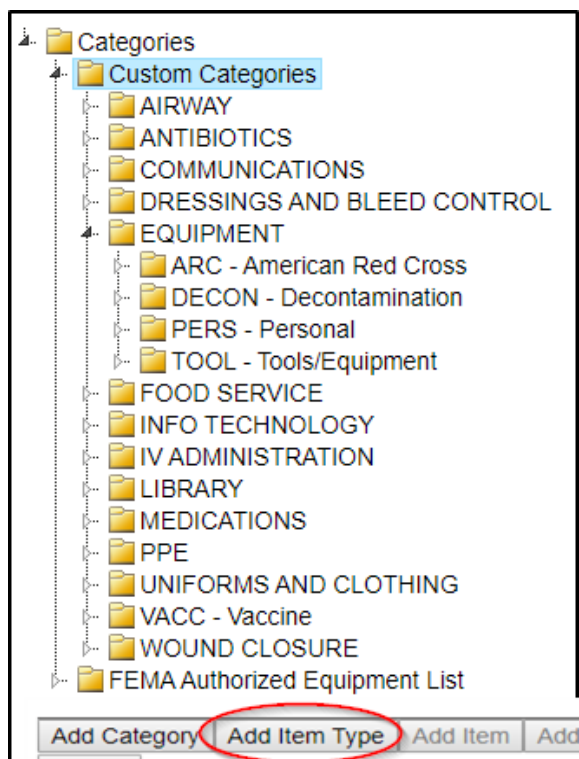 Categories
Custom Categories
AIRWAY
ANTIBIOTICS
COMMUNICATIONS
DRESSINGS AND BLEED CONTROL
EQUIPMENT
ARC - American Red Cross
DECON - Decontamination
PERS - Personal
TOOL - Tools/Equipment
FOOD SERVICE
INFO TECHNOLOGY
IV ADMINISTRATION
LIBRARY
MEDICATIONS
PPE
UNIFORMS AND CLOTHING
VACC - Vaccine
WOUND CLOSURE
FEMA Authorized Equipment List
Add Category Add Item Type Add Item Add